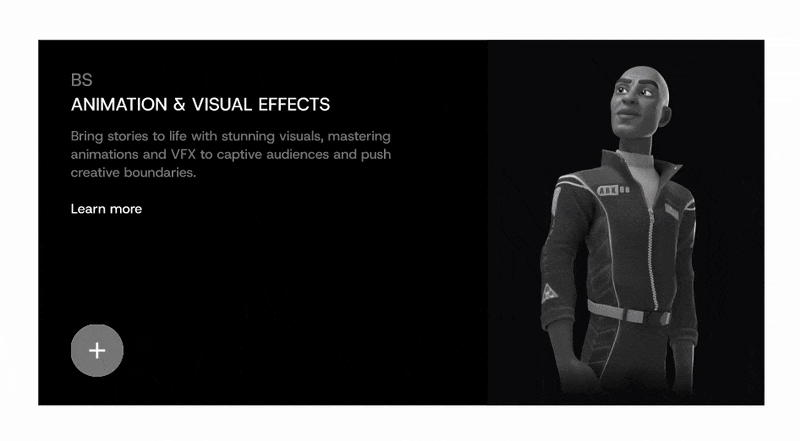 BS
ANIMATION & VISUAL EFFECTS
Bring stories to life with stunning visuals, mastering
animations and VFX to captive audiences and push
creative boundaries.
Learn more